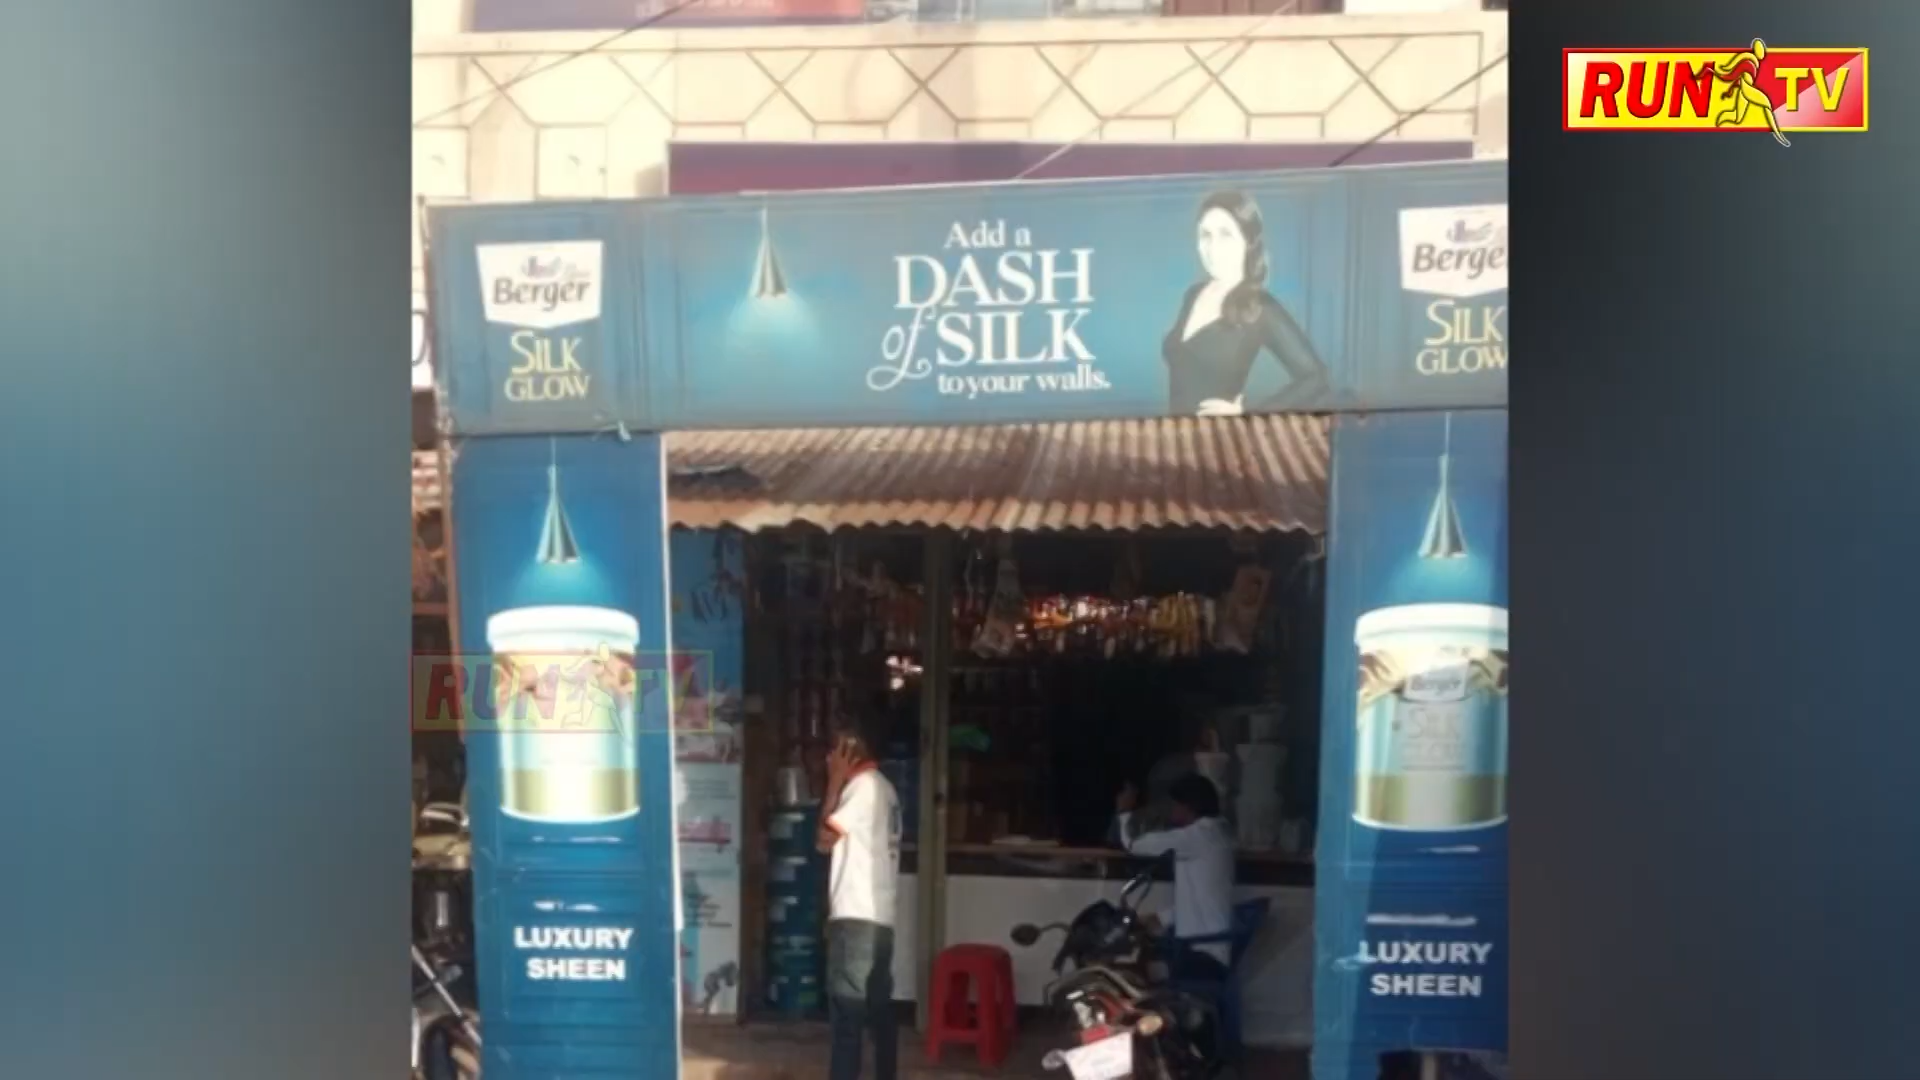 RUN TV
Add a
DASH
of SILK
to your walls.
Berger
SILK
GLOW
Berge
SILK
GLOW
RUN TV
Berger
SILK
GLOW
LUXURY
SHEEN
LUXURY
SHEEN